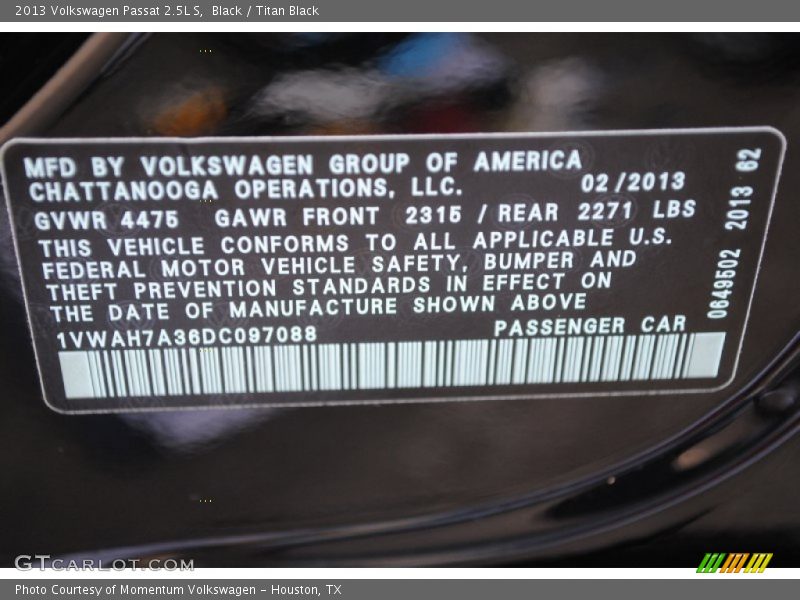 2013 Volkswagen Passat 2.5L S,  Black / Titan Black
MFD BY VOLKSWAGEN GROUP OF AMERICA
CHATTANOOGA OPERATIONS, LLC. 02/2013
GVWR 4475 GAWR FRONT 2315 / REAR 2271 LBS
THIS VEHICLE CONFORMS TO ALL APPLICABLE U.S.
FEDERAL MOTOR VEHICLE SAFETY, BUMPER AND
THEFT PREVENTION STANDARDS IN EFFECT ON
THE DATE OF MANUFACTURE SHOWN ABOVE
1VWAH7A36DC097088 PASSENGER CAR
0649502 2013 62
GTCARLOT.COM
Photo Courtesy of Momentum Volkswagen – Houston, TX